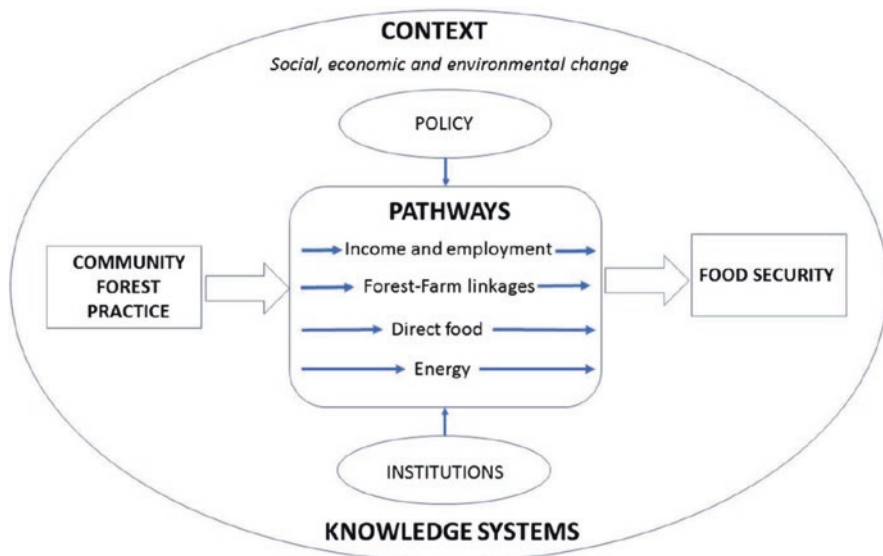 CONTEXT
Social, economic and environmental change
POLICY
PATHWAYS
Income and employment
Forest-Farm linkages
Direct food
Energy
COMMUNITY
FOREST
PRACTICE
FOOD SECURITY
INSTITUTIONS
KNOWLEDGE SYSTEMS